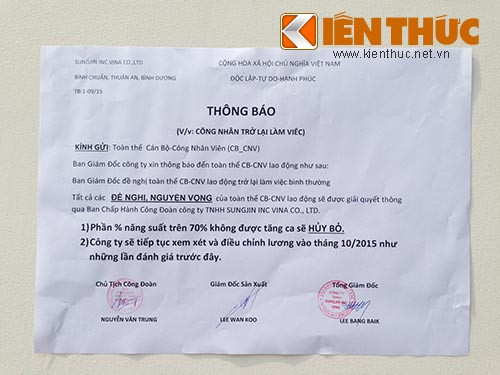 KIẾN THỨC
www.kienthuc.net.vn
SUNGJIN INC VINA CO.,LTD
CỘNG HÒA XÃ HỘI CHỦ NGHĨA VIỆT NAM
BÌNH CHUẨN, THUẬN AN, BÌNH DƯƠNG
ĐỘC LẬP-TỰ DO-HẠNH PHÚC
TB:1-09/15
THÔNG BÁO
(V/v: CÔNG NHÂN TRỞ LẠI LÀM VIỆC)
KÍNH GỬI: Toàn thể Cán Bộ-Công Nhân Viên (CB_CNV)
Ban Giám Đốc công ty xin thông báo đến toàn thể CB-CNV lao động như sau:
Ban Giám Đốc đề nghị toàn thể CB-CNV lao động trở lại làm việc bình thường
Tất cả các ĐỀ NGHỊ, NGUYỆN VỌNG của toàn thể CB-CNV lao động sẽ được giải quyết thông
qua Ban Chấp Hành Công Đoàn công ty TNHH SUNGJIN INC VINA CO., LTD.
1)Phần % năng suất trên 70% không được tăng ca sẽ HỦY BỎ.
2)Công ty sẽ tiếp tục xem xét và điều chỉnh lương vào tháng 10/2015 như
những lần đánh giá trước đây.
Chủ Tịch Công Đoàn
Giám Đốc Sản Xuất
Tổng Giám Đốc
NGUYỄN VĂN TRUNG
LEE WAN KOO
LEE BANG BAIK